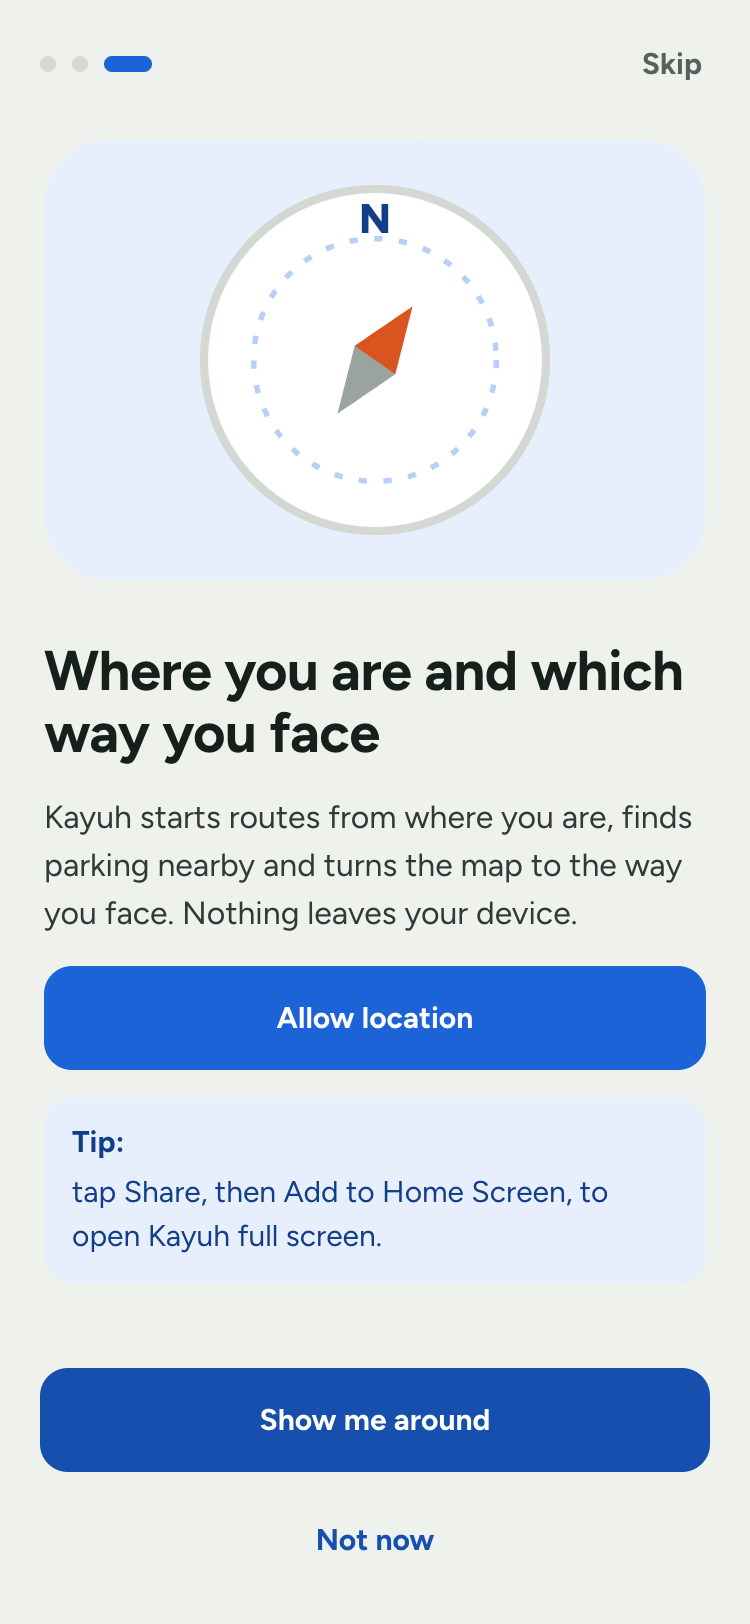 Skip
N
Where you are and which
way you face
Kayuh starts routes from where you are, finds
parking nearby and turns the map to the way
you face. Nothing leaves your device.
Allow location
Tip:
tap Share, then Add to Home Screen, to
open Kayuh full screen.
Show me around
Not now